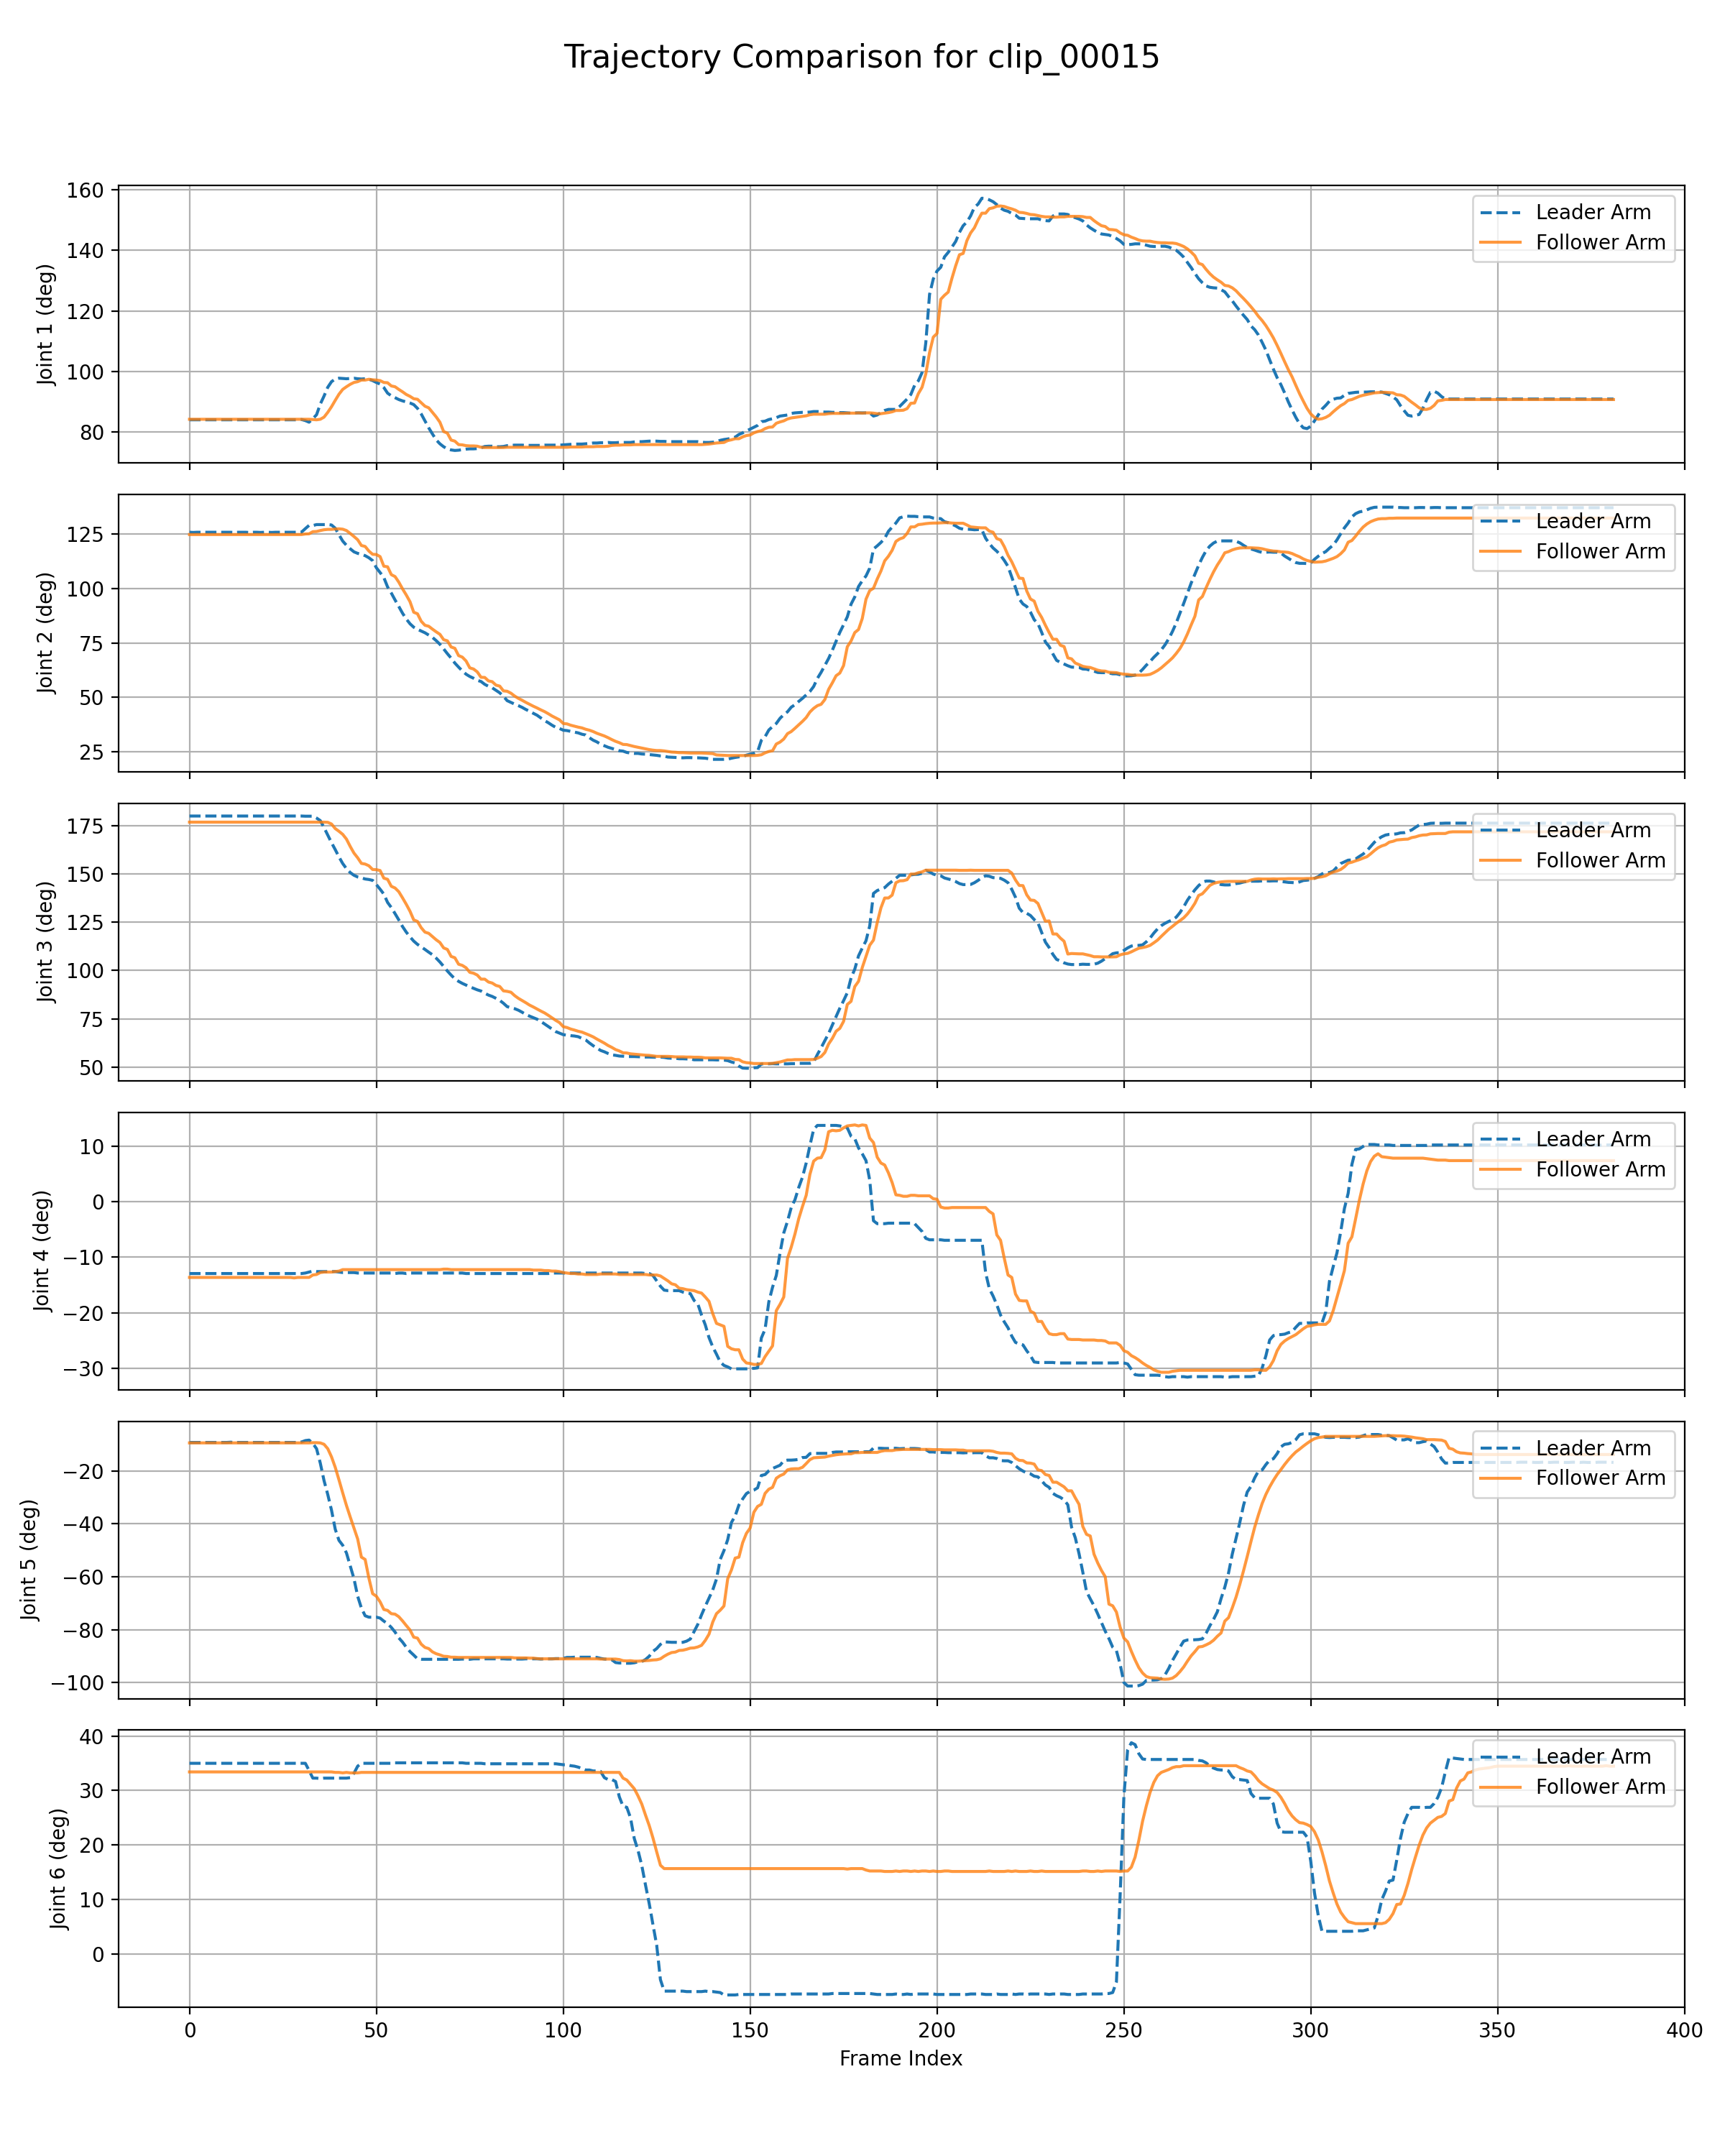 Trajectory Comparison for clip_00015
160
140
120
100
80
Joint 1 (deg)
Leader Arm
Follower Arm
125
100
75
50
25
Joint 2 (deg)
Leader Arm
Follower Arm
175
150
125
100
75
50
Joint 3 (deg)
Leader Arm
Follower Arm
10
0
−10
−20
−30
Joint 4 (deg)
Leader Arm
Follower Arm
−20
−40
−60
−80
−100
Joint 5 (deg)
Leader Arm
Follower Arm
40
30
20
10
0
Joint 6 (deg)
Leader Arm
Follower Arm
0 50 100 150 200 250 300 350 400
Frame Index